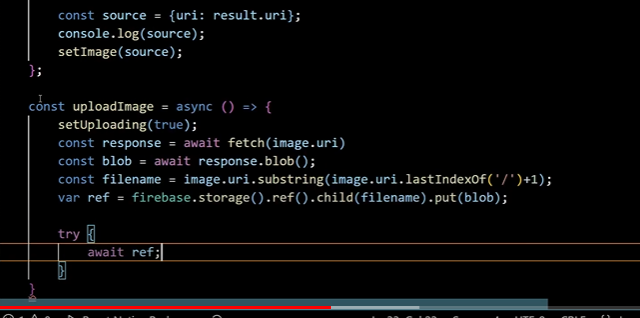 const source = {uri: result.uri};
console.log(source);
setImage(source);
};
const uploadImage = async () => {
setUploading(true);
const response = await fetch(image.uri)
const blob = await response.blob();
const filename = image.uri.substring(image.uri.lastIndexOf('/')+1);
var ref = firebase.storage().ref().child(filename).put(blob);
try {
await ref;
}
}